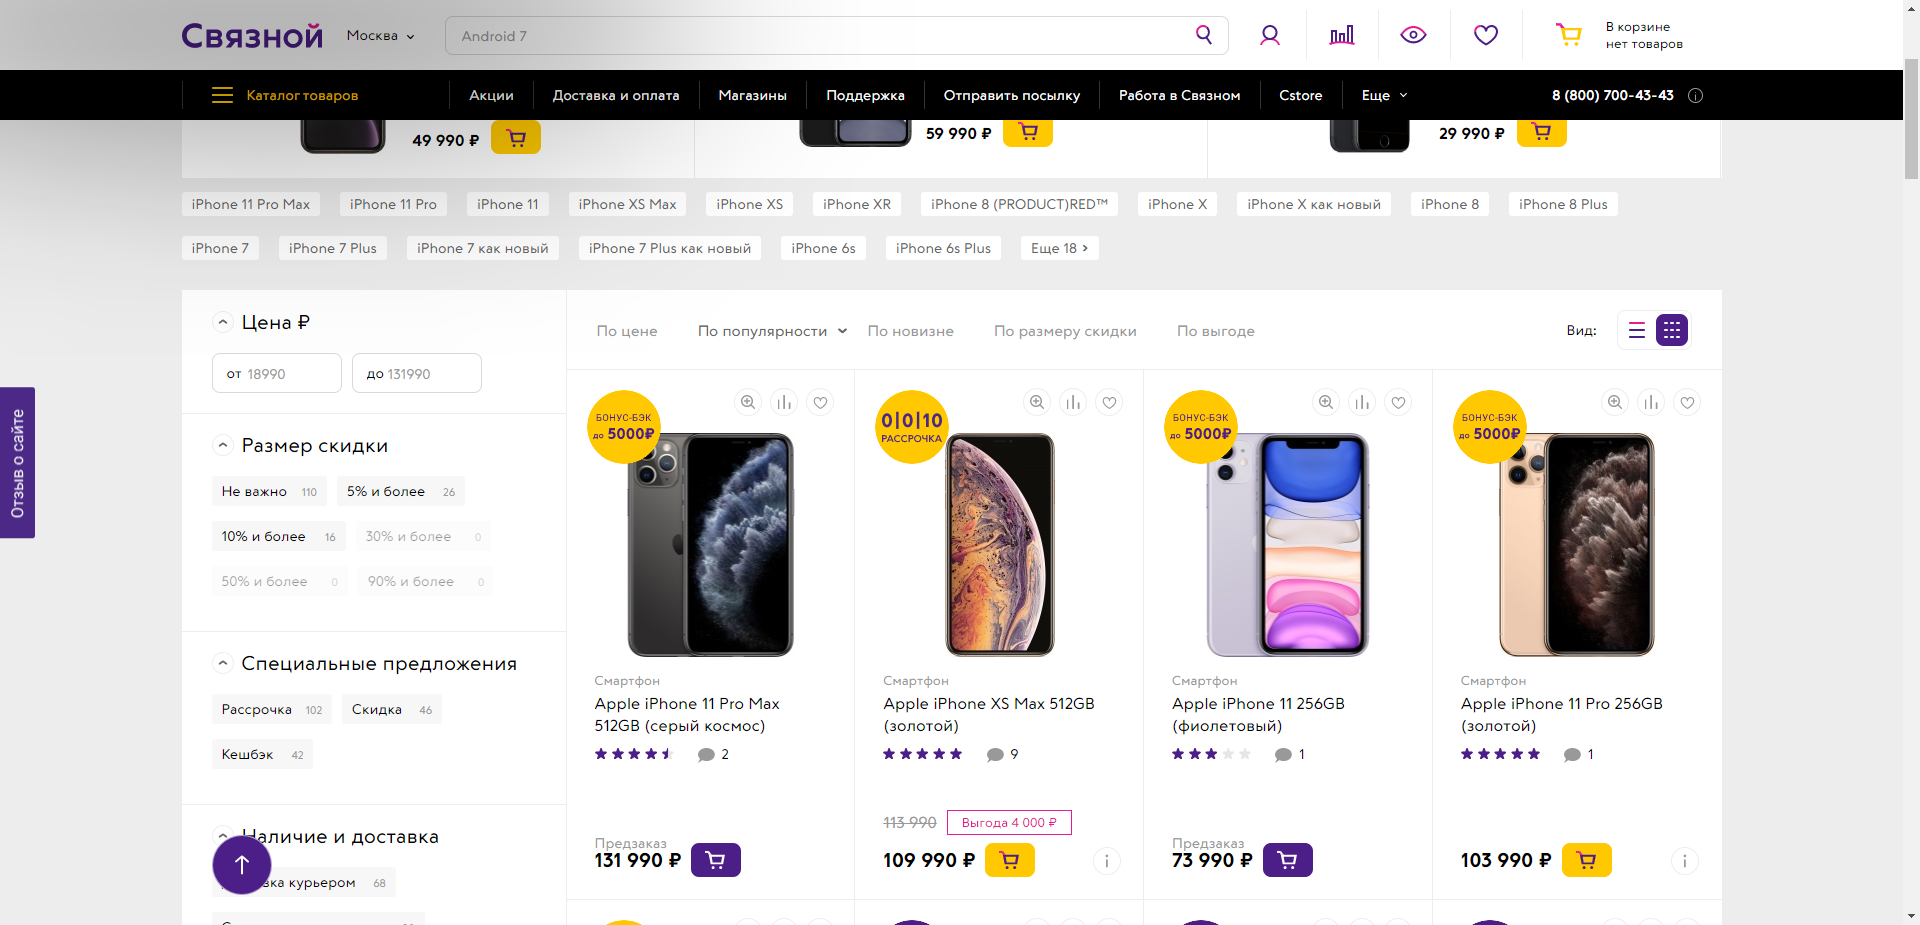 Связной
Москва
Android 7
В корзине
нет товаров
Каталог товаров
Акции
Доставка и оплата
Магазины
Поддержка
Отправить посылку
Работа в Связном
Cstore
Еще
8 (800) 700-43-43
49 990 ₽
59 990 ₽
29 990 ₽
iPhone 11 Pro Max
iPhone 11 Pro
iPhone 11
iPhone XS Max
iPhone XS
iPhone XR
iPhone 8 (PRODUCT)RED™
iPhone X
iPhone X как новый
iPhone 8
iPhone 8 Plus
iPhone 7
iPhone 7 Plus
iPhone 7 как новый
iPhone 7 Plus как новый
iPhone 6s
iPhone 6s Plus
Еще 18 >
Отзыв о сайте
Цена ₽
от 18990
до 131990
Размер скидки
Не важно 110
5% и более 26
10% и более 16
30% и более 0
50% и более 0
90% и более 0
Специальные предложения
Рассрочка 102
Скидка 46
Кешбэк 42
Наличие и доставка
курьером 68
По цене
По популярности
По новизне
По размеру скидки
По выгоде
Вид:
БОНУС-БЭК
до 5000₽
Смартфон
Apple iPhone 11 Pro Max
512GB (серый космос)
2
Предзаказ
131 990 ₽
0|0|10
РАССРОЧКА
Смартфон
Apple iPhone XS Max 512GB
(золотой)
9
113 990
Выгода 4 000 ₽
109 990 ₽
БОНУС-БЭК
до 5000₽
Смартфон
Apple iPhone 11 256GB
(фиолетовый)
1
Предзаказ
73 990 ₽
БОНУС-БЭК
до 5000₽
Смартфон
Apple iPhone 11 Pro 256GB
(золотой)
1
103 990 ₽